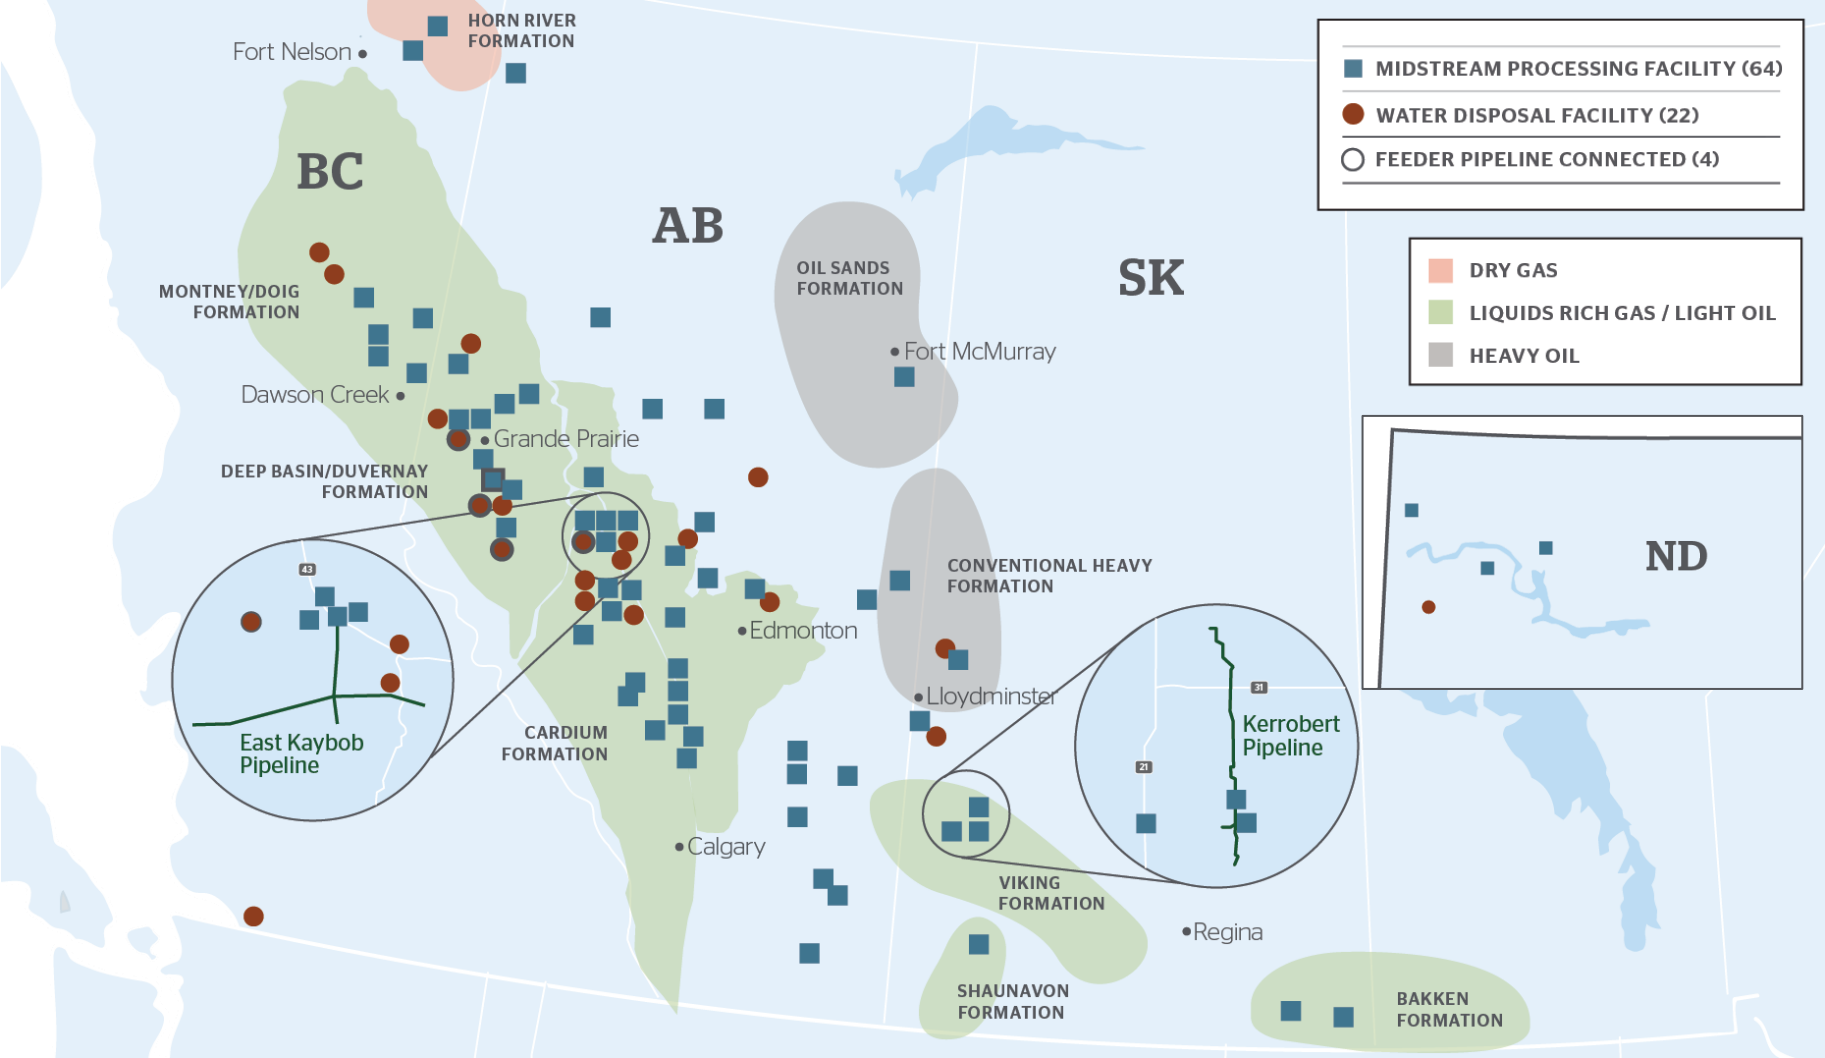 HORN RIVER
FORMATION
Fort Nelson
MIDSTREAM PROCESSING FACILITY (64)
WATER DISPOSAL FACILITY (22)
FEEDER PIPELINE CONNECTED (4)
BC
AB
SK
OIL SANDS
FORMATION
DRY GAS
LIQUIDS RICH GAS / LIGHT OIL
HEAVY OIL
MONTNEY/DOIG
FORMATION
Fort McMurray
Dawson Creek
Grande Prairie
DEEP BASIN/DUVERNAY
FORMATION
ND
CONVENTIONAL HEAVY
FORMATION
43
Edmonton
Lloydminster
31
Kerrobert
Pipeline
21
East Kaybob
Pipeline
CARDIUM
FORMATION
Calgary
VIKING
FORMATION
Regina
SHAUNAVON
FORMATION
BAKKEN
FORMATION